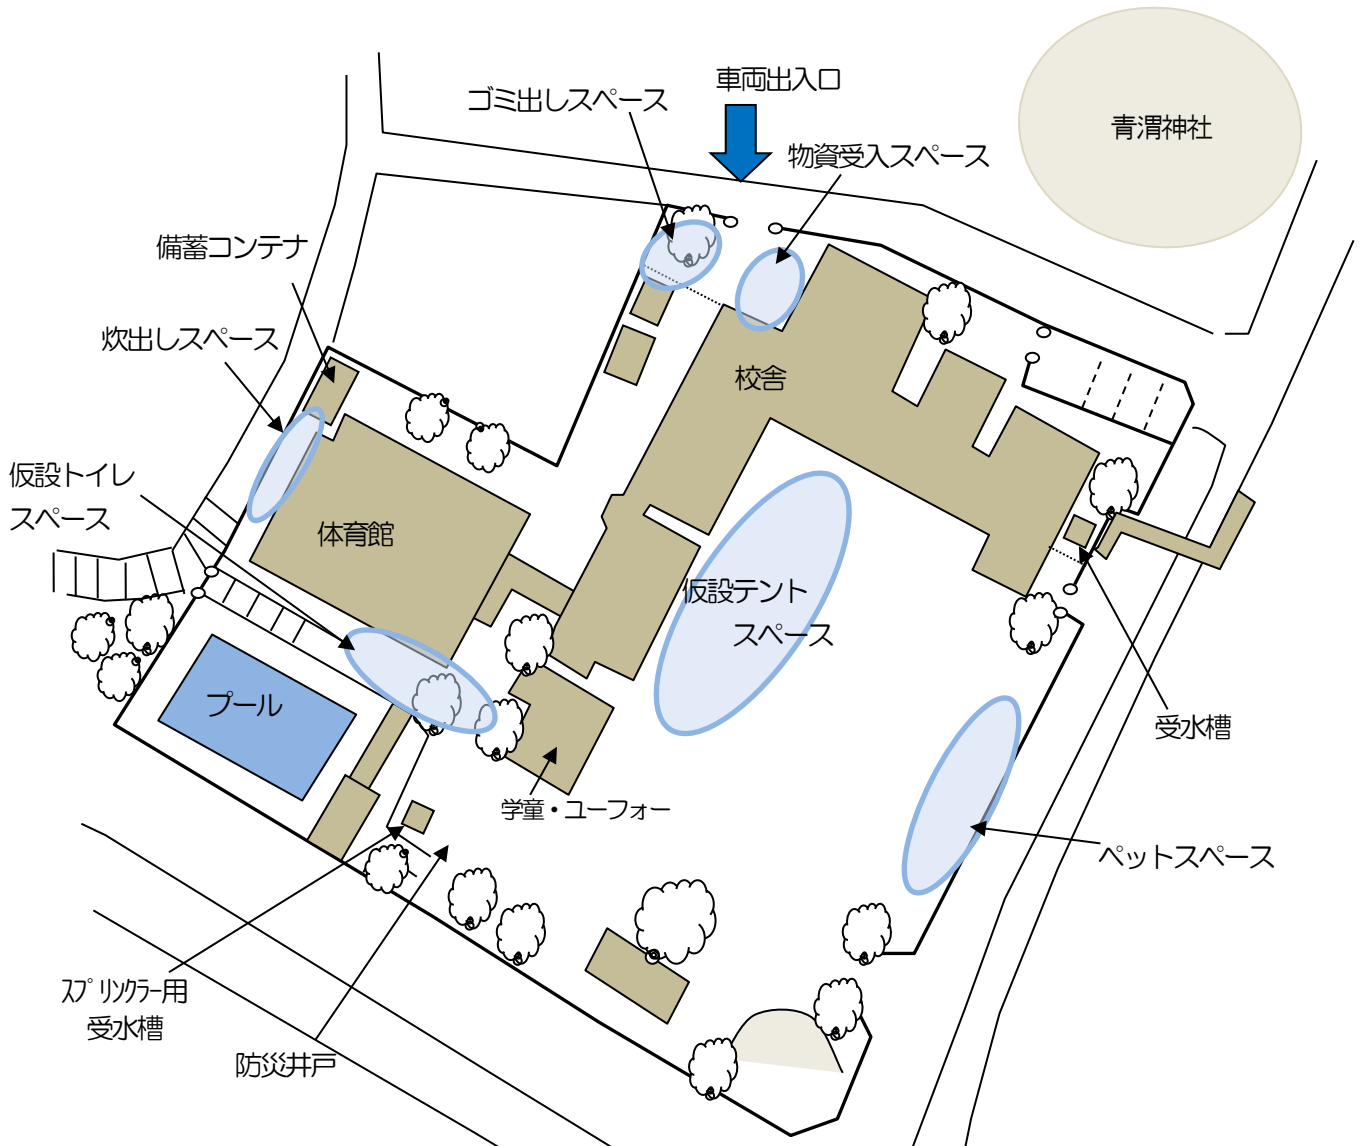 車両出入口
ゴミ出しスペース
青渭神社
物資受入スペース
備蓄コンテナ
炊出しスペース
校舎
仮設トイレ
スペース
体育館
仮設テント
スペース
プール
受水槽
学童・ユーフォー
ペットスペース
ｽﾌﾟﾘﾝｸﾗｰ用
受水槽
防災井戸